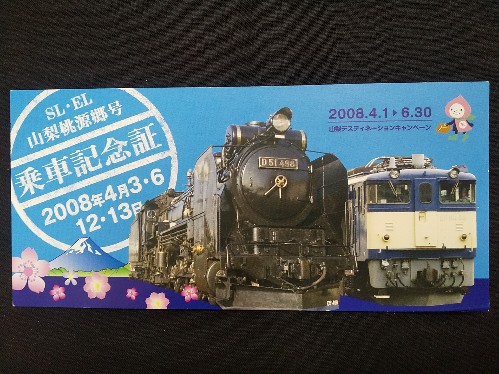 SL・EL
山梨桃源郷号
乗車記念証
2008年4月3・6
12・13日
2008.4.1▶6.30
山梨デスティネーションキャンペーン
D51 498